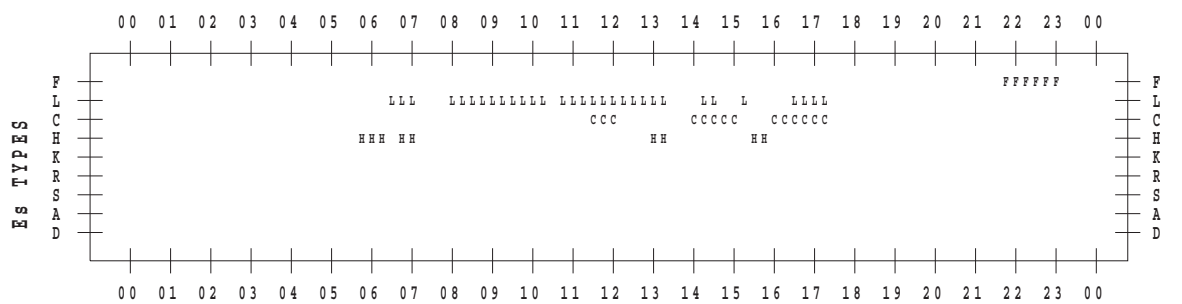 00 01 02 03 04 05 06 07 08 09 10 11 12 13 14 15 16 17 18 19 20 21 22 23 00
Es TYPES
F FFFFFF F
L LLL LLLLLLLLLL LLLLLLLLLLL LL L LLLL L
C CCC CCCCC CCCCCC C
H HHH HH HH HH H
K K
R R
S S
A A
D D
00 01 02 03 04 05 06 07 08 09 10 11 12 13 14 15 16 17 18 19 20 21 22 23 00